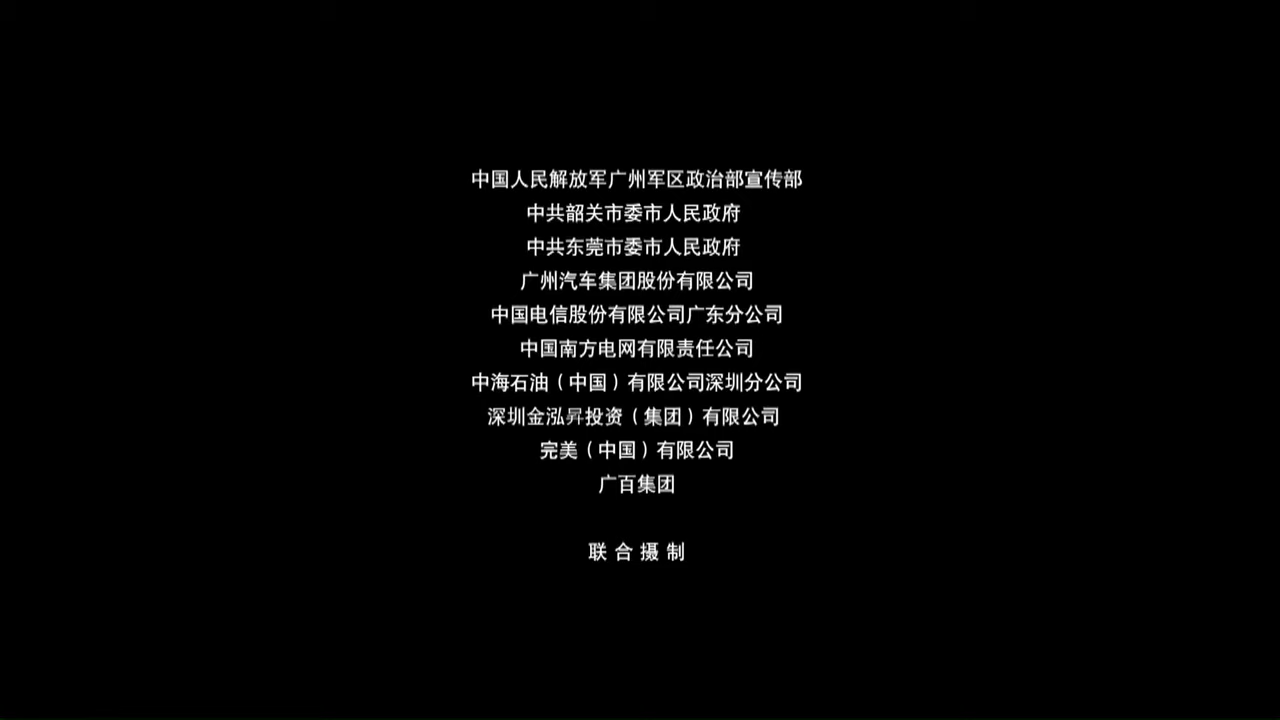 中国人民解放军广州军区政治部宣传部
中共韶关市委市人民政府
中共东莞市委市人民政府
广州汽车集团股份有限公司
中国电信股份有限公司广东分公司
中国南方电网有限责任公司
中海石油（中国）有限公司深圳分公司
深圳金泓昇投资（集团）有限公司
完美（中国）有限公司
广百集团
联合摄制